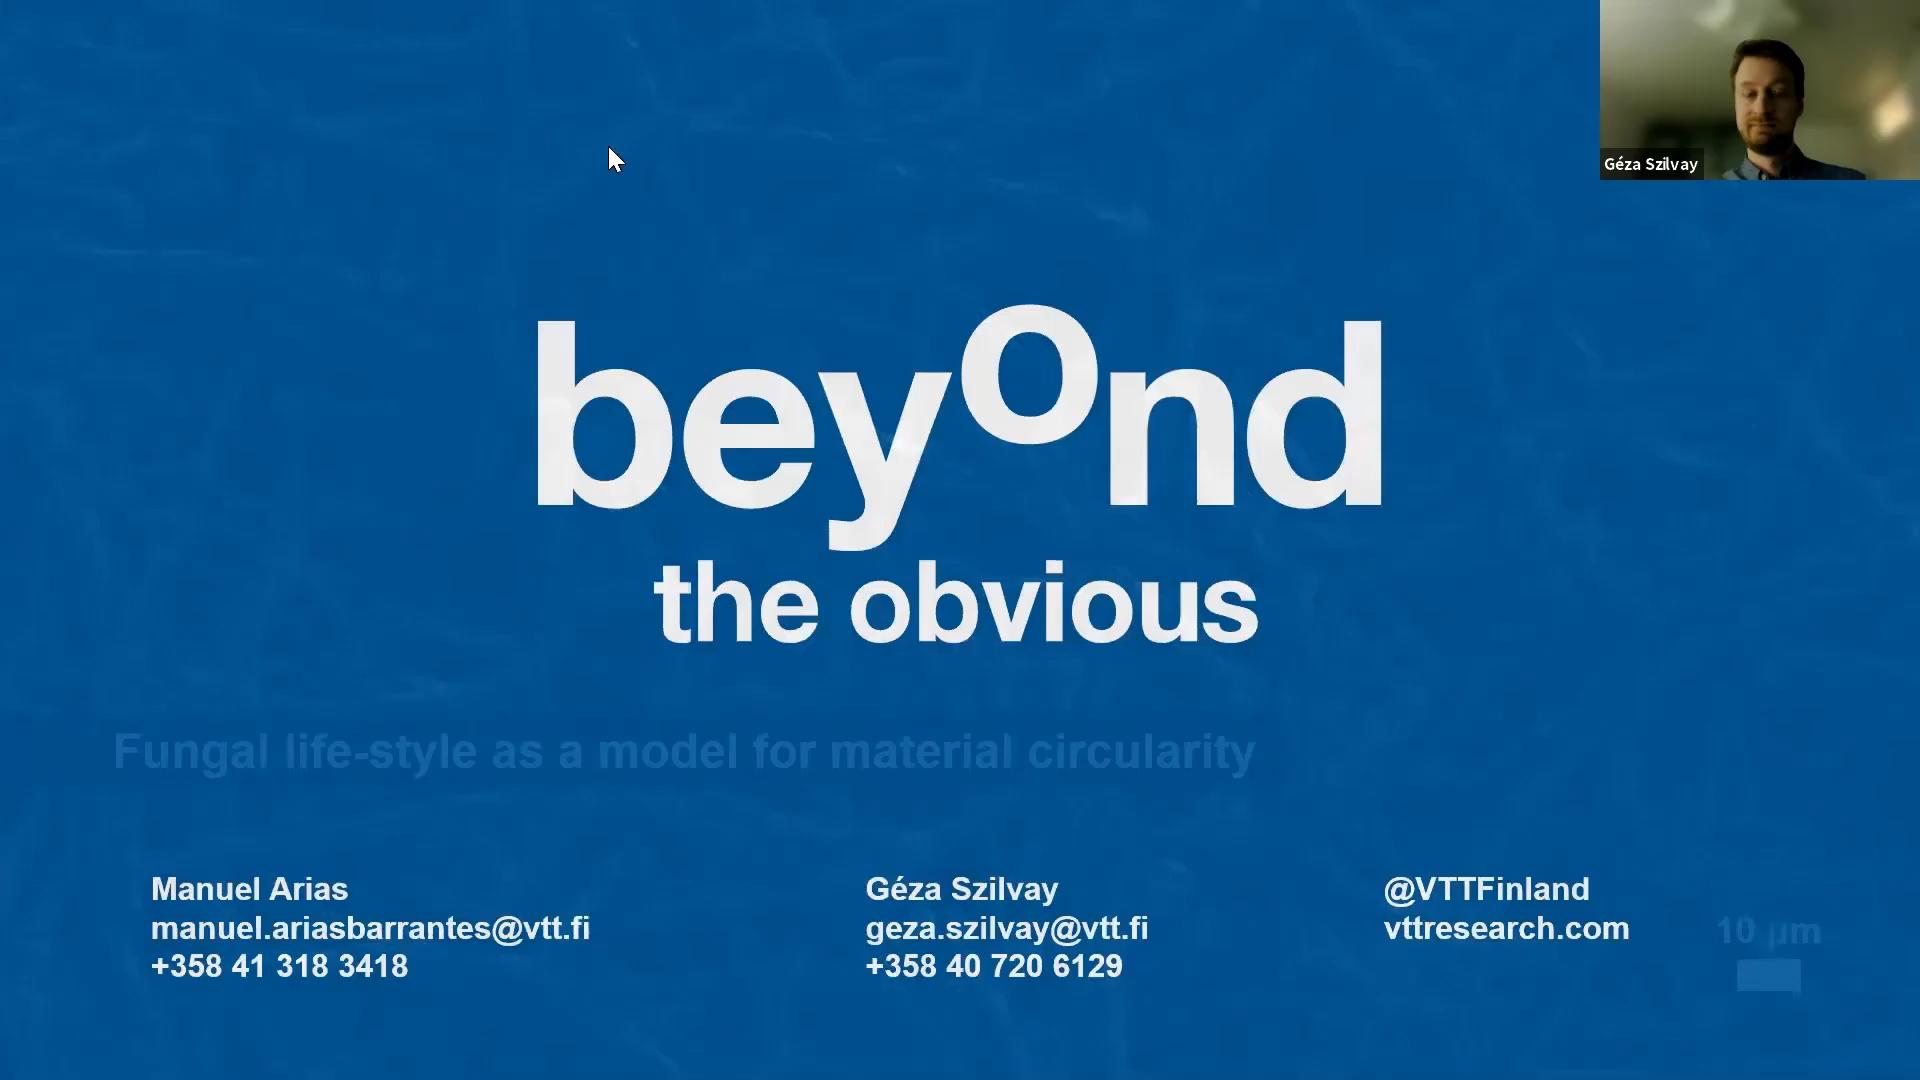 Géza Szilvay
beyond
the obvious
Fungal life-style as a model for material circularity
Manuel Arias
manuel.ariasbarrantes@vtt.fi
+358 41 318 3418
Géza Szilvay
geza.szilvay@vtt.fi
+358 40 720 6129
@VTTFinland
vttresearch.com
10 µm